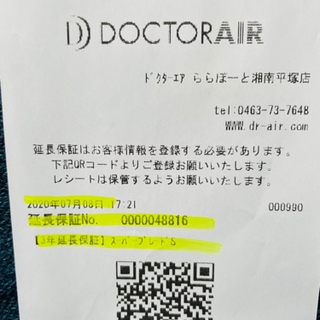 DOCTORAIR
ドクターエア ららぽーと湘南平塚店
tel:0463-73-7648
WWW.dr-air.com
延長保証はお客様情報を登録する必要があります。
下記QRコードよりご登録お願いいたします。
レシートは保管するようお願いいたします。
2020年07月08日 17:21
000990
延長保証No. 0000048816
【3年延長保証】スーパーブレードS